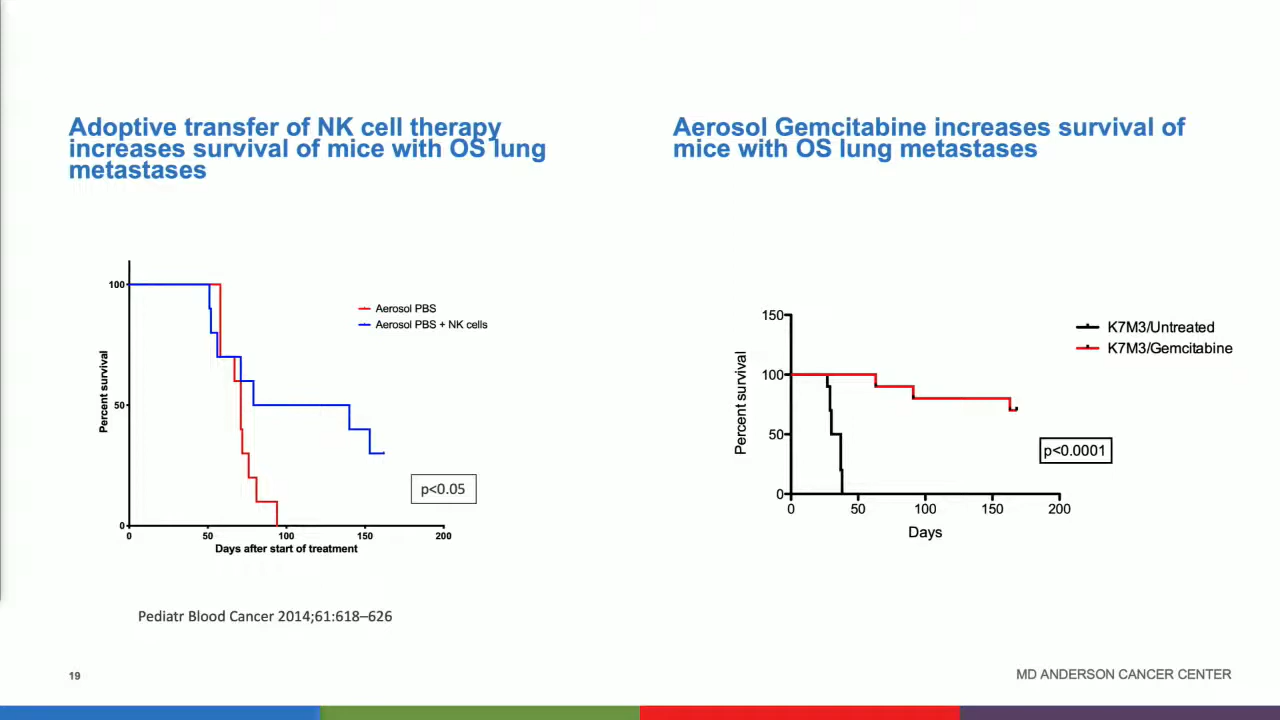 Adoptive transfer of NK cell therapy
increases survival of mice with OS lung
metastases
Aerosol Gemcitabine increases survival of
mice with OS lung metastases
100
50
0
Percent survival
0 50 100 150 200
Days after start of treatment
Aerosol PBS
Aerosol PBS + NK cells
p<0.05
150
100
50
0
Percent survival
0 50 100 150 200
Days
K7M3/Untreated
K7M3/Gemcitabine
p<0.0001
Pediatr Blood Cancer 2014;61:618–626
19
MD ANDERSON CANCER CENTER